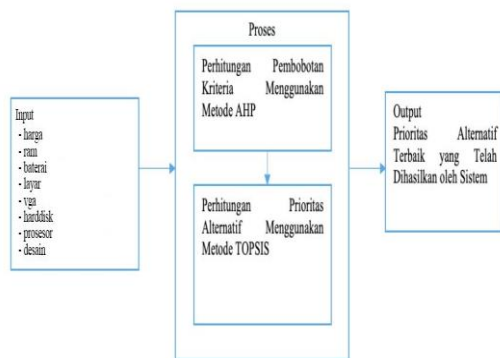 Input
- harga
- ram
- baterai
- layar
- vga
- harddisk
- prosesor
- desain
Proses
Perhitungan Pembobotan
Kriteria Menggunakan
Metode AHP
Perhitungan Prioritas
Alternatif Menggunakan
Metode TOPSIS
Output
Prioritas Alternatif
Terbaik yang Telah
Dihasilkan oleh Sistem